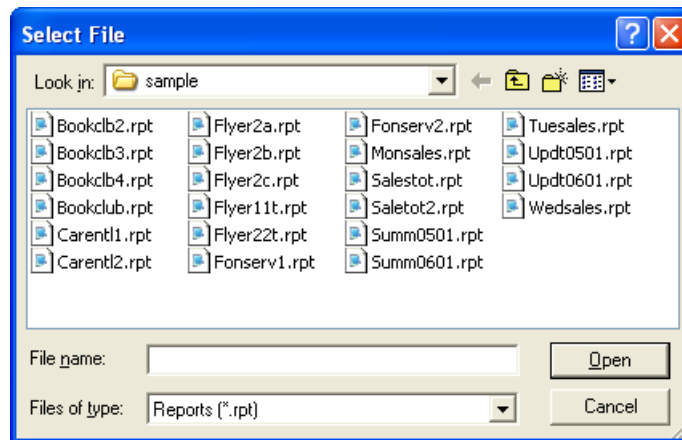 Select File
Look in: sample
Bookclb2.rpt Flyer2a.rpt Fonserv2.rpt Tuesales.rpt
Bookclb3.rpt Flyer2b.rpt Monsales.rpt Updt0501.rpt
Bookclb4.rpt Flyer2c.rpt Salestot.rpt Updt0601.rpt
Bookclub.rpt Flyer11t.rpt Saletot2.rpt Wedsales.rpt
Carentl1.rpt Flyer22t.rpt Summ0501.rpt
Carentl2.rpt Fonserv1.rpt Summ0601.rpt
File name: Open
Files of type: Reports (*.rpt) Cancel